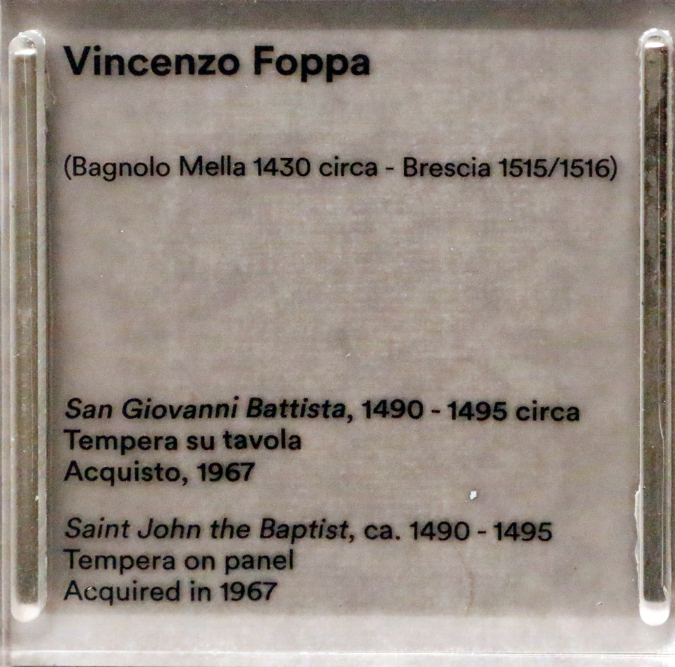 Vincenzo Foppa
(Bagnolo Mella 1430 circa - Brescia 1515/1516)
San Giovanni Battista, 1490 - 1495 circa
Tempera su tavola
Acquisto, 1967
Saint John the Baptist, ca. 1490 - 1495
Tempera on panel
Acquired in 1967